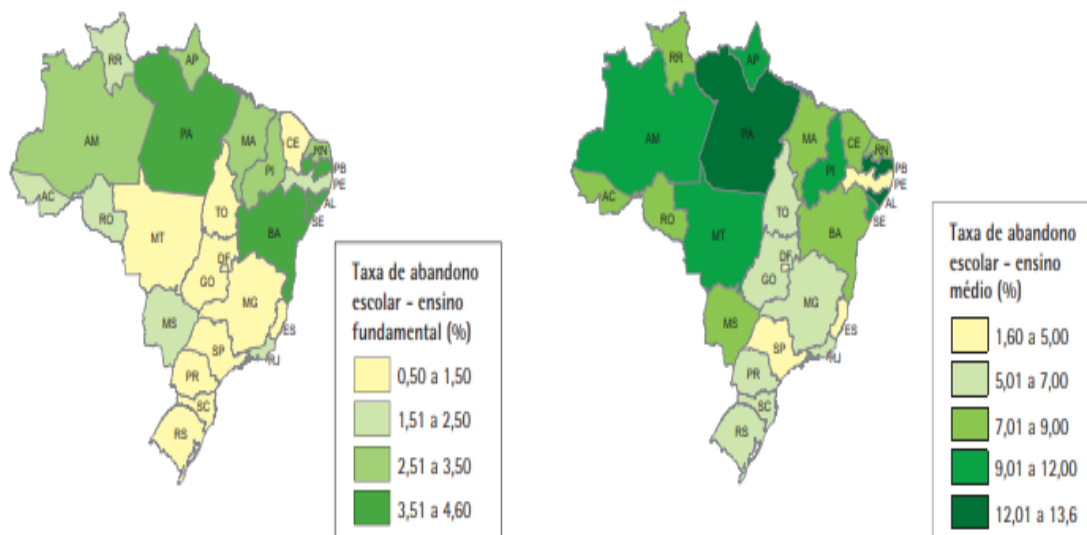 RR
AP
AM
PA
MA
CE
RN
PB
PE
PI
AL
SE
AC
RO
TO
BA
MT
DF
GO
MG
ES
MS
SP
RJ
PR
SC
RS
Taxa de abandono
escolar - ensino
fundamental (%)
0,50 a 1,50
1,51 a 2,50
2,51 a 3,50
3,51 a 4,60
RR
AP
AM
PA
MA
CE
RN
PB
PE
PI
AL
SE
AC
RO
TO
BA
MT
DF
GO
MG
ES
MS
SP
RJ
PR
SC
RS
Taxa de abandono
escolar - ensino
médio (%)
1,60 a 5,00
5,01 a 7,00
7,01 a 9,00
9,01 a 12,00
12,01 a 13,6